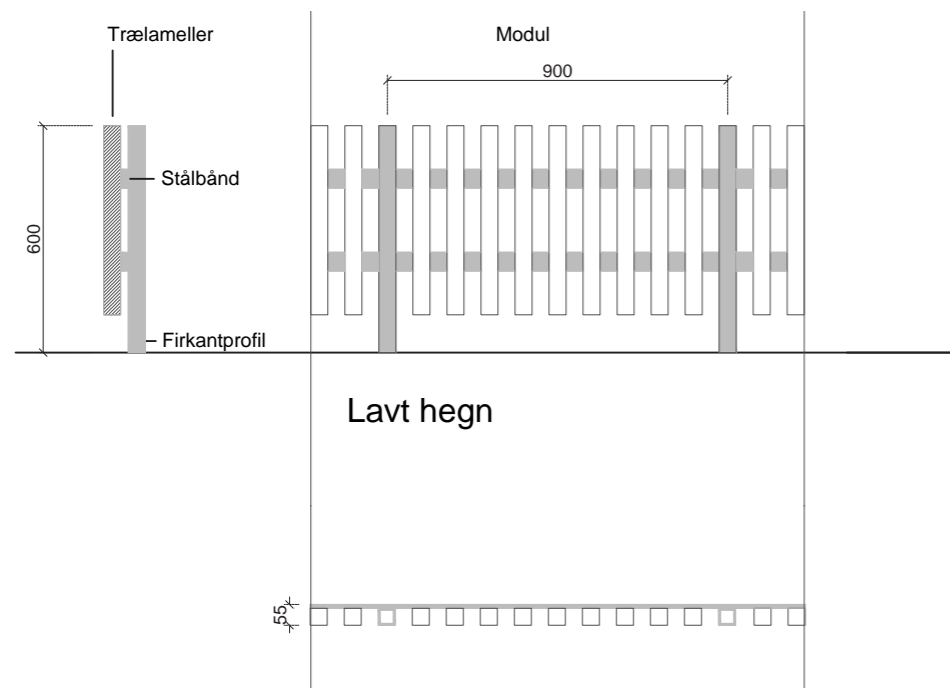 Trælameller
Modul
900
Stålbånd
600
Firkantprofil
Lavt hegn
55